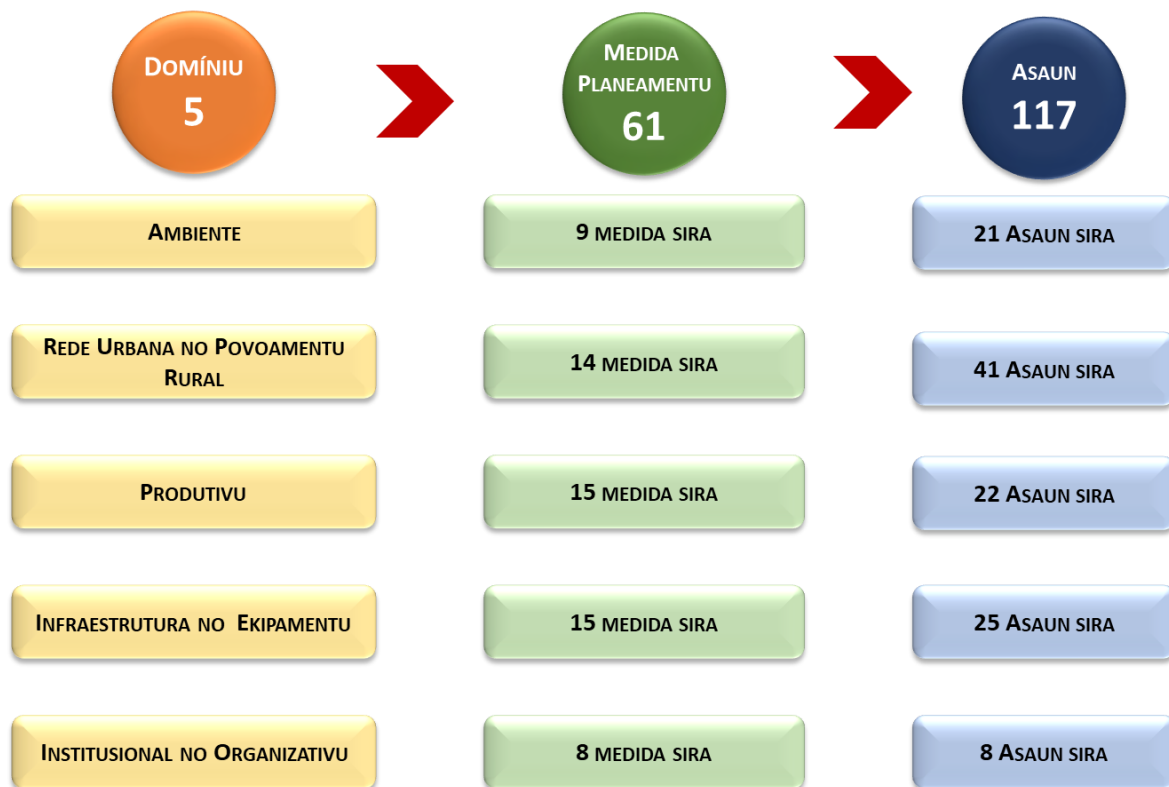 Domíniu
5
Medida
Planeamentu
61
Asaun
117
Ambiente
9 medida sira
21 Asaun sira
Rede Urbana no Povoamentu
Rural
14 medida sira
41 Asaun sira
Produtivu
15 medida sira
22 Asaun sira
Infraestrutura no Ekipamentu
15 medida sira
25 Asaun sira
Institusional no Organizativu
8 medida sira
8 Asaun sira